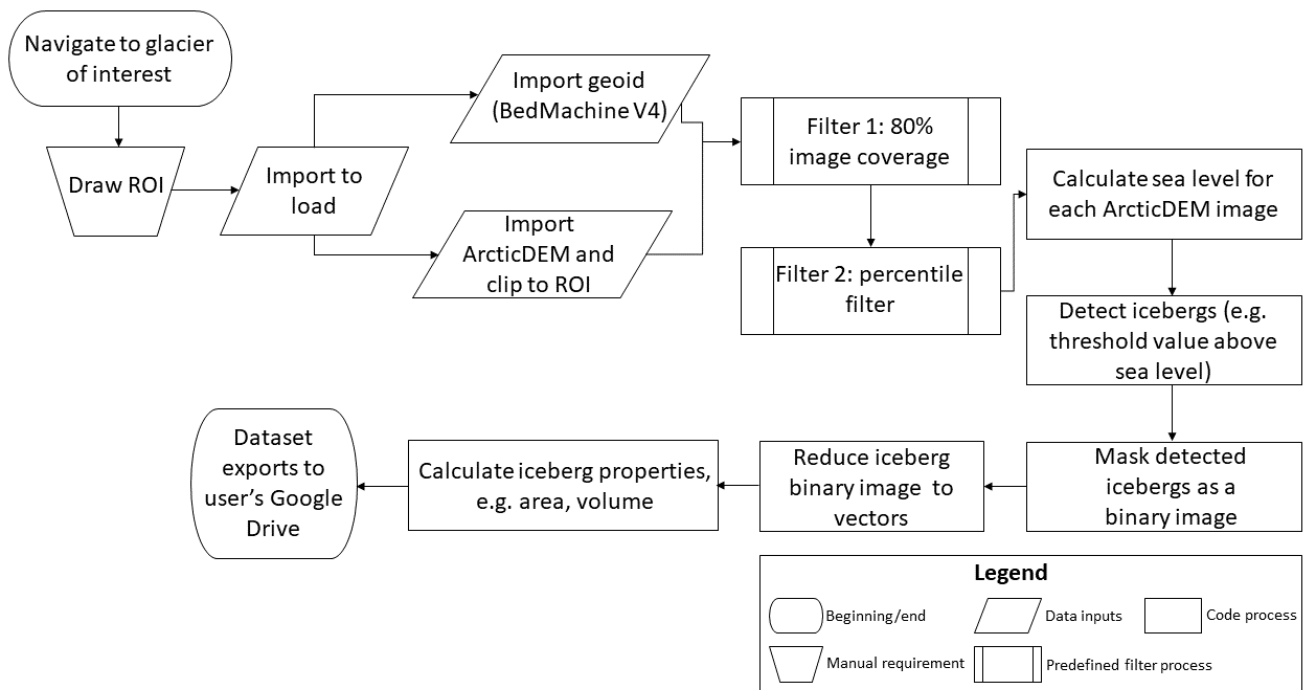 Navigate to glacier
of interest
Draw ROI
Import to
load
Import geoid
(BedMachine V4)
Import
ArcticDEM and
clip to ROI
Filter 1: 80%
image coverage
Filter 2: percentile
filter
Calculate sea level for
each ArcticDEM image
Detect icebergs (e.g.
threshold value above
sea level)
Mask detected
icebergs as a
binary image
Reduce iceberg
binary image to
vectors
Calculate iceberg properties,
e.g. area, volume
Dataset
exports to
user’s Google
Drive
Legend
Beginning/end
Data inputs
Code process
Manual requirement
Predefined filter process